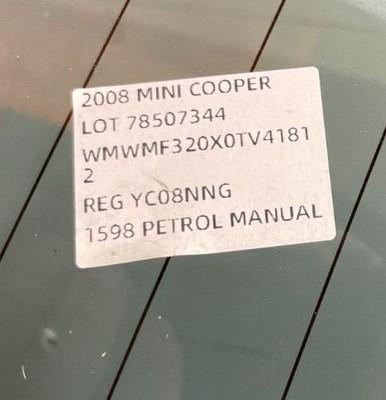 2008 MINI COOPER
LOT 78507344
WMWMF320X0TV4181
2
REG YC08NNG
1598 PETROL MANUAL